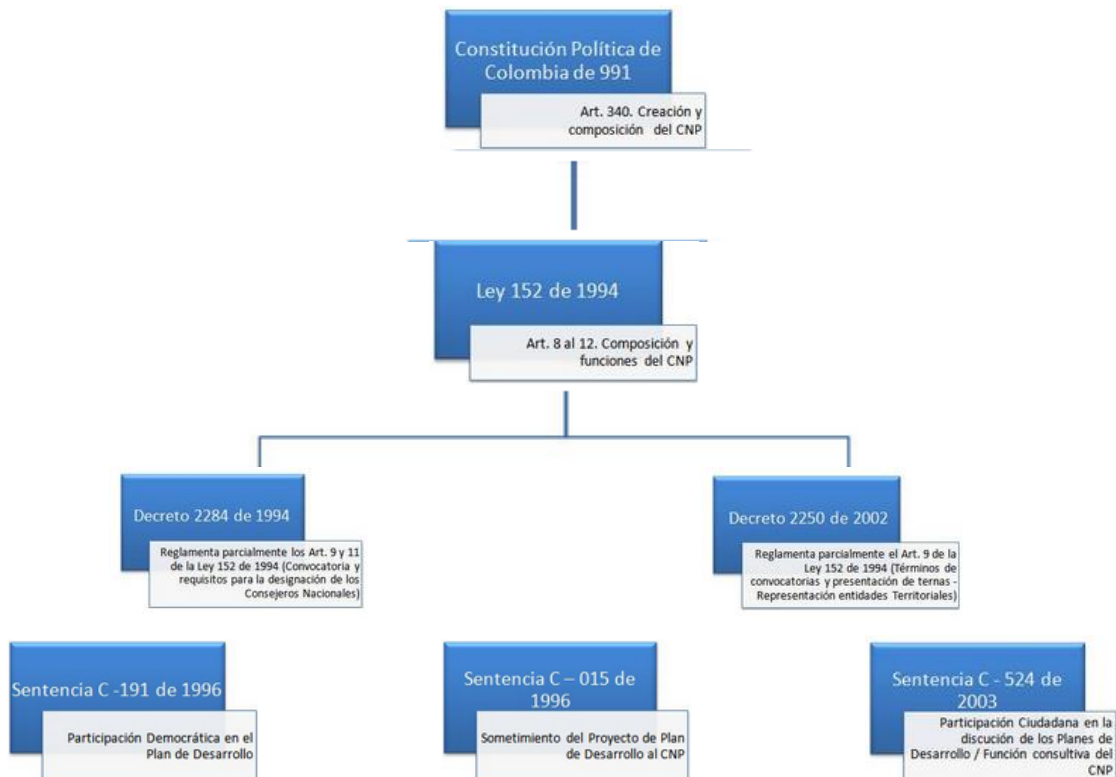 Constitución Política de
Colombia de 991
Art. 340. Creación y
composición del CNP
Ley 152 de 1994
Art. 8 al 12. Composición y
funciones del CNP
Decreto 2284 de 1994
Reglamenta parcialmente los Art. 9 y 11
de la Ley 152 de 1994 (Convocatoria y
requisitos para la designación de los
Consejeros Nacionales)
Decreto 2250 de 2002
Reglamenta parcialmente el Art. 9 de la
Ley 152 de 1994 (Términos de
convocatorias y presentación de ternas -
Representación entidades Territoriales)
Sentencia C -191 de 1996
Participación Democrática en el
Plan de Desarrollo
Sentencia C – 015 de
1996
Sometimiento del Proyecto de Plan
de Desarrollo al CNP
Sentencia C - 524 de
2003
Participación Ciudadana en la
discución de los Planes de
Desarrollo / Función consultiva del
CNP